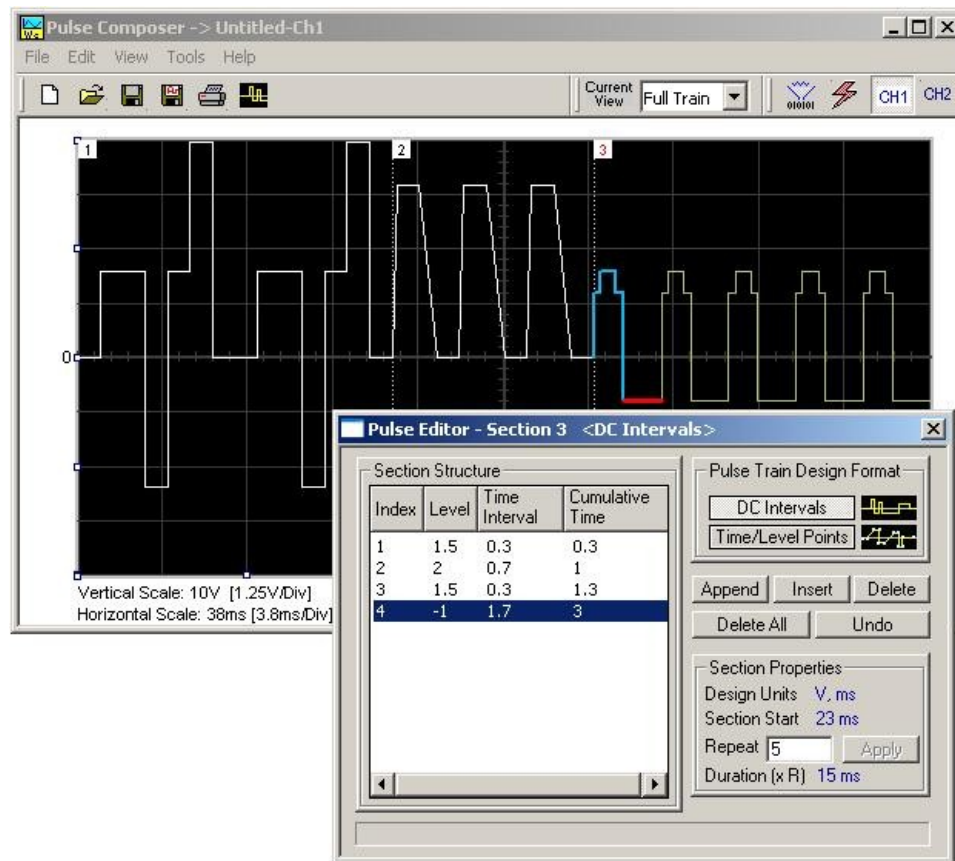 Pulse Composer -> Untitled-Ch1
File Edit View Tools Help
Current View Full Train CH1 CH2
1 2 3
0
Vertical Scale: 10V [1.25V/Div]
Horizontal Scale: 38ms [3.8ms/Div]
Pulse Editor - Section 3 <DC Intervals>
Section Structure
Index Level Time Interval Cumulative Time
1 1.5 0.3 0.3
2 2 0.7 1
3 1.5 0.3 1.3
4 -1 1.7 3
Pulse Train Design Format
DC Intervals
Time/Level Points
Append Insert Delete
Delete All Undo
Section Properties
Design Units V, ms
Section Start 23 ms
Repeat 5 Apply
Duration (x R) 15 ms